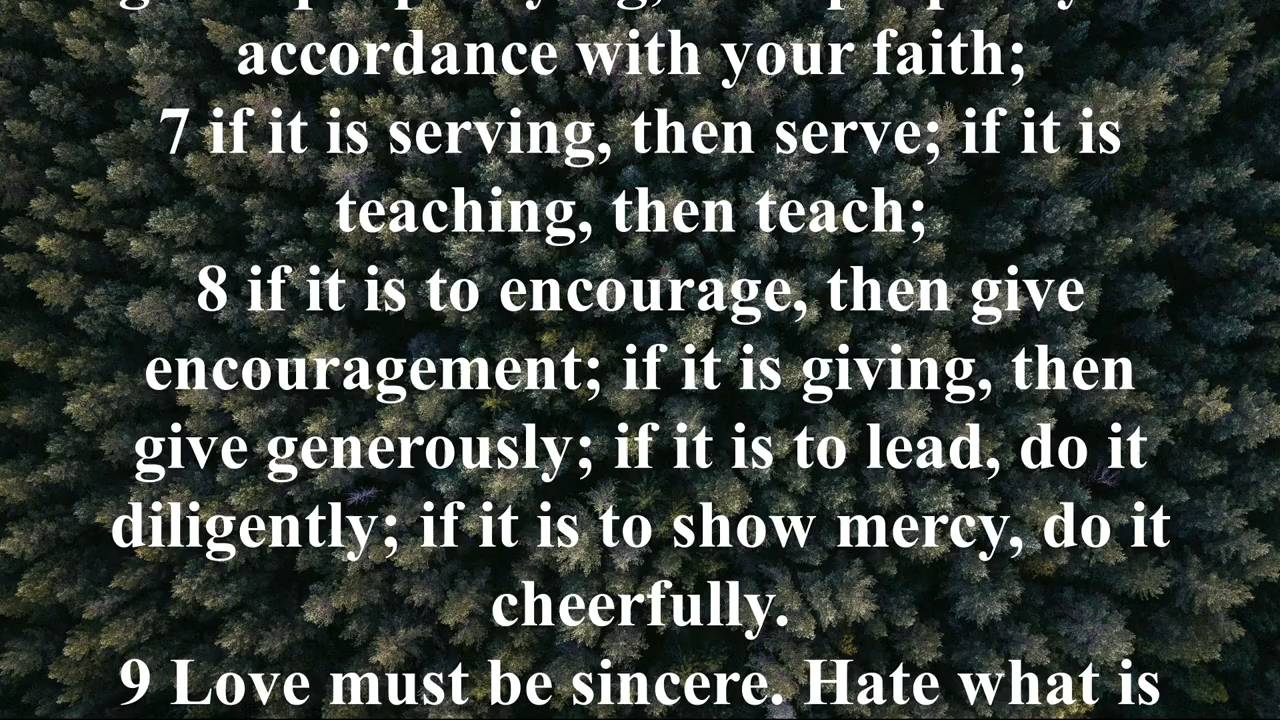 accordance with your faith;
7 if it is serving, then serve; if it is
teaching, then teach;
8 if it is to encourage, then give
encouragement; if it is giving, then
give generously; if it is to lead, do it
diligently; if it is to show mercy, do it
cheerfully.
9 Love must be sincere. Hate what is